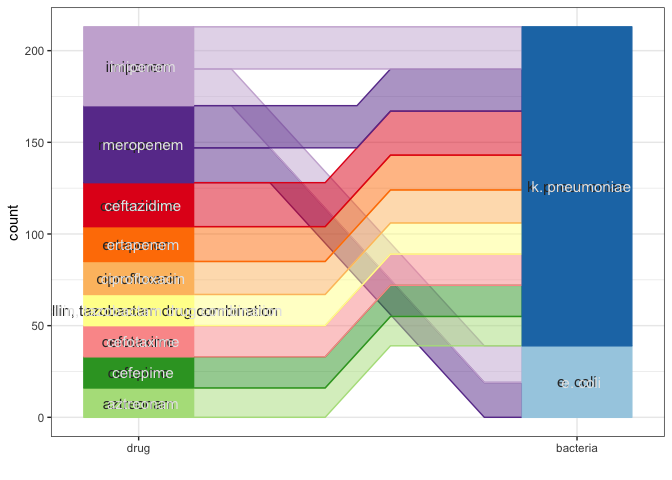 200
150
100
50
0
count
imipenem
meropenem
ceftazidime
ertapenem
ciprofloxacin
llin, tazobactam drug combination
cefotaxime
cefepime
aztreonam
k. pneumoniae
e. coli
drug
bacteria